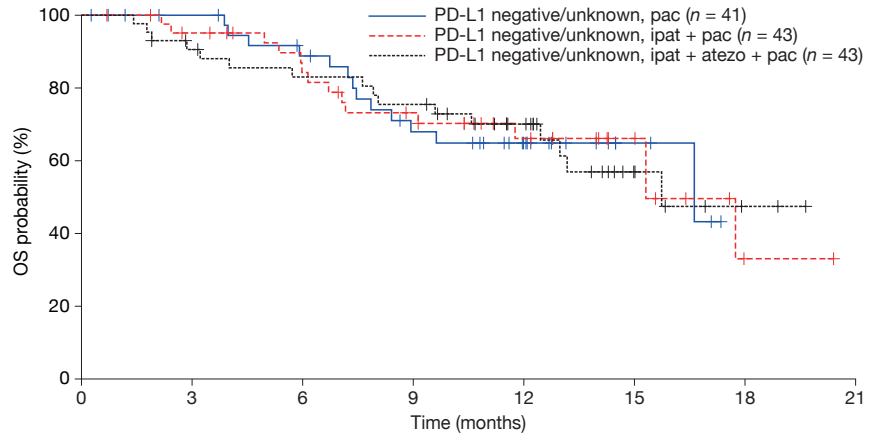 PD-L1 negative/unknown, pac (n = 41)
PD-L1 negative/unknown, ipat + pac (n = 43)
PD-L1 negative/unknown, ipat + atezo + pac (n = 43)
OS probability (%)
100
80
60
40
20
0
0 3 6 9 12 15 18 21
Time (months)